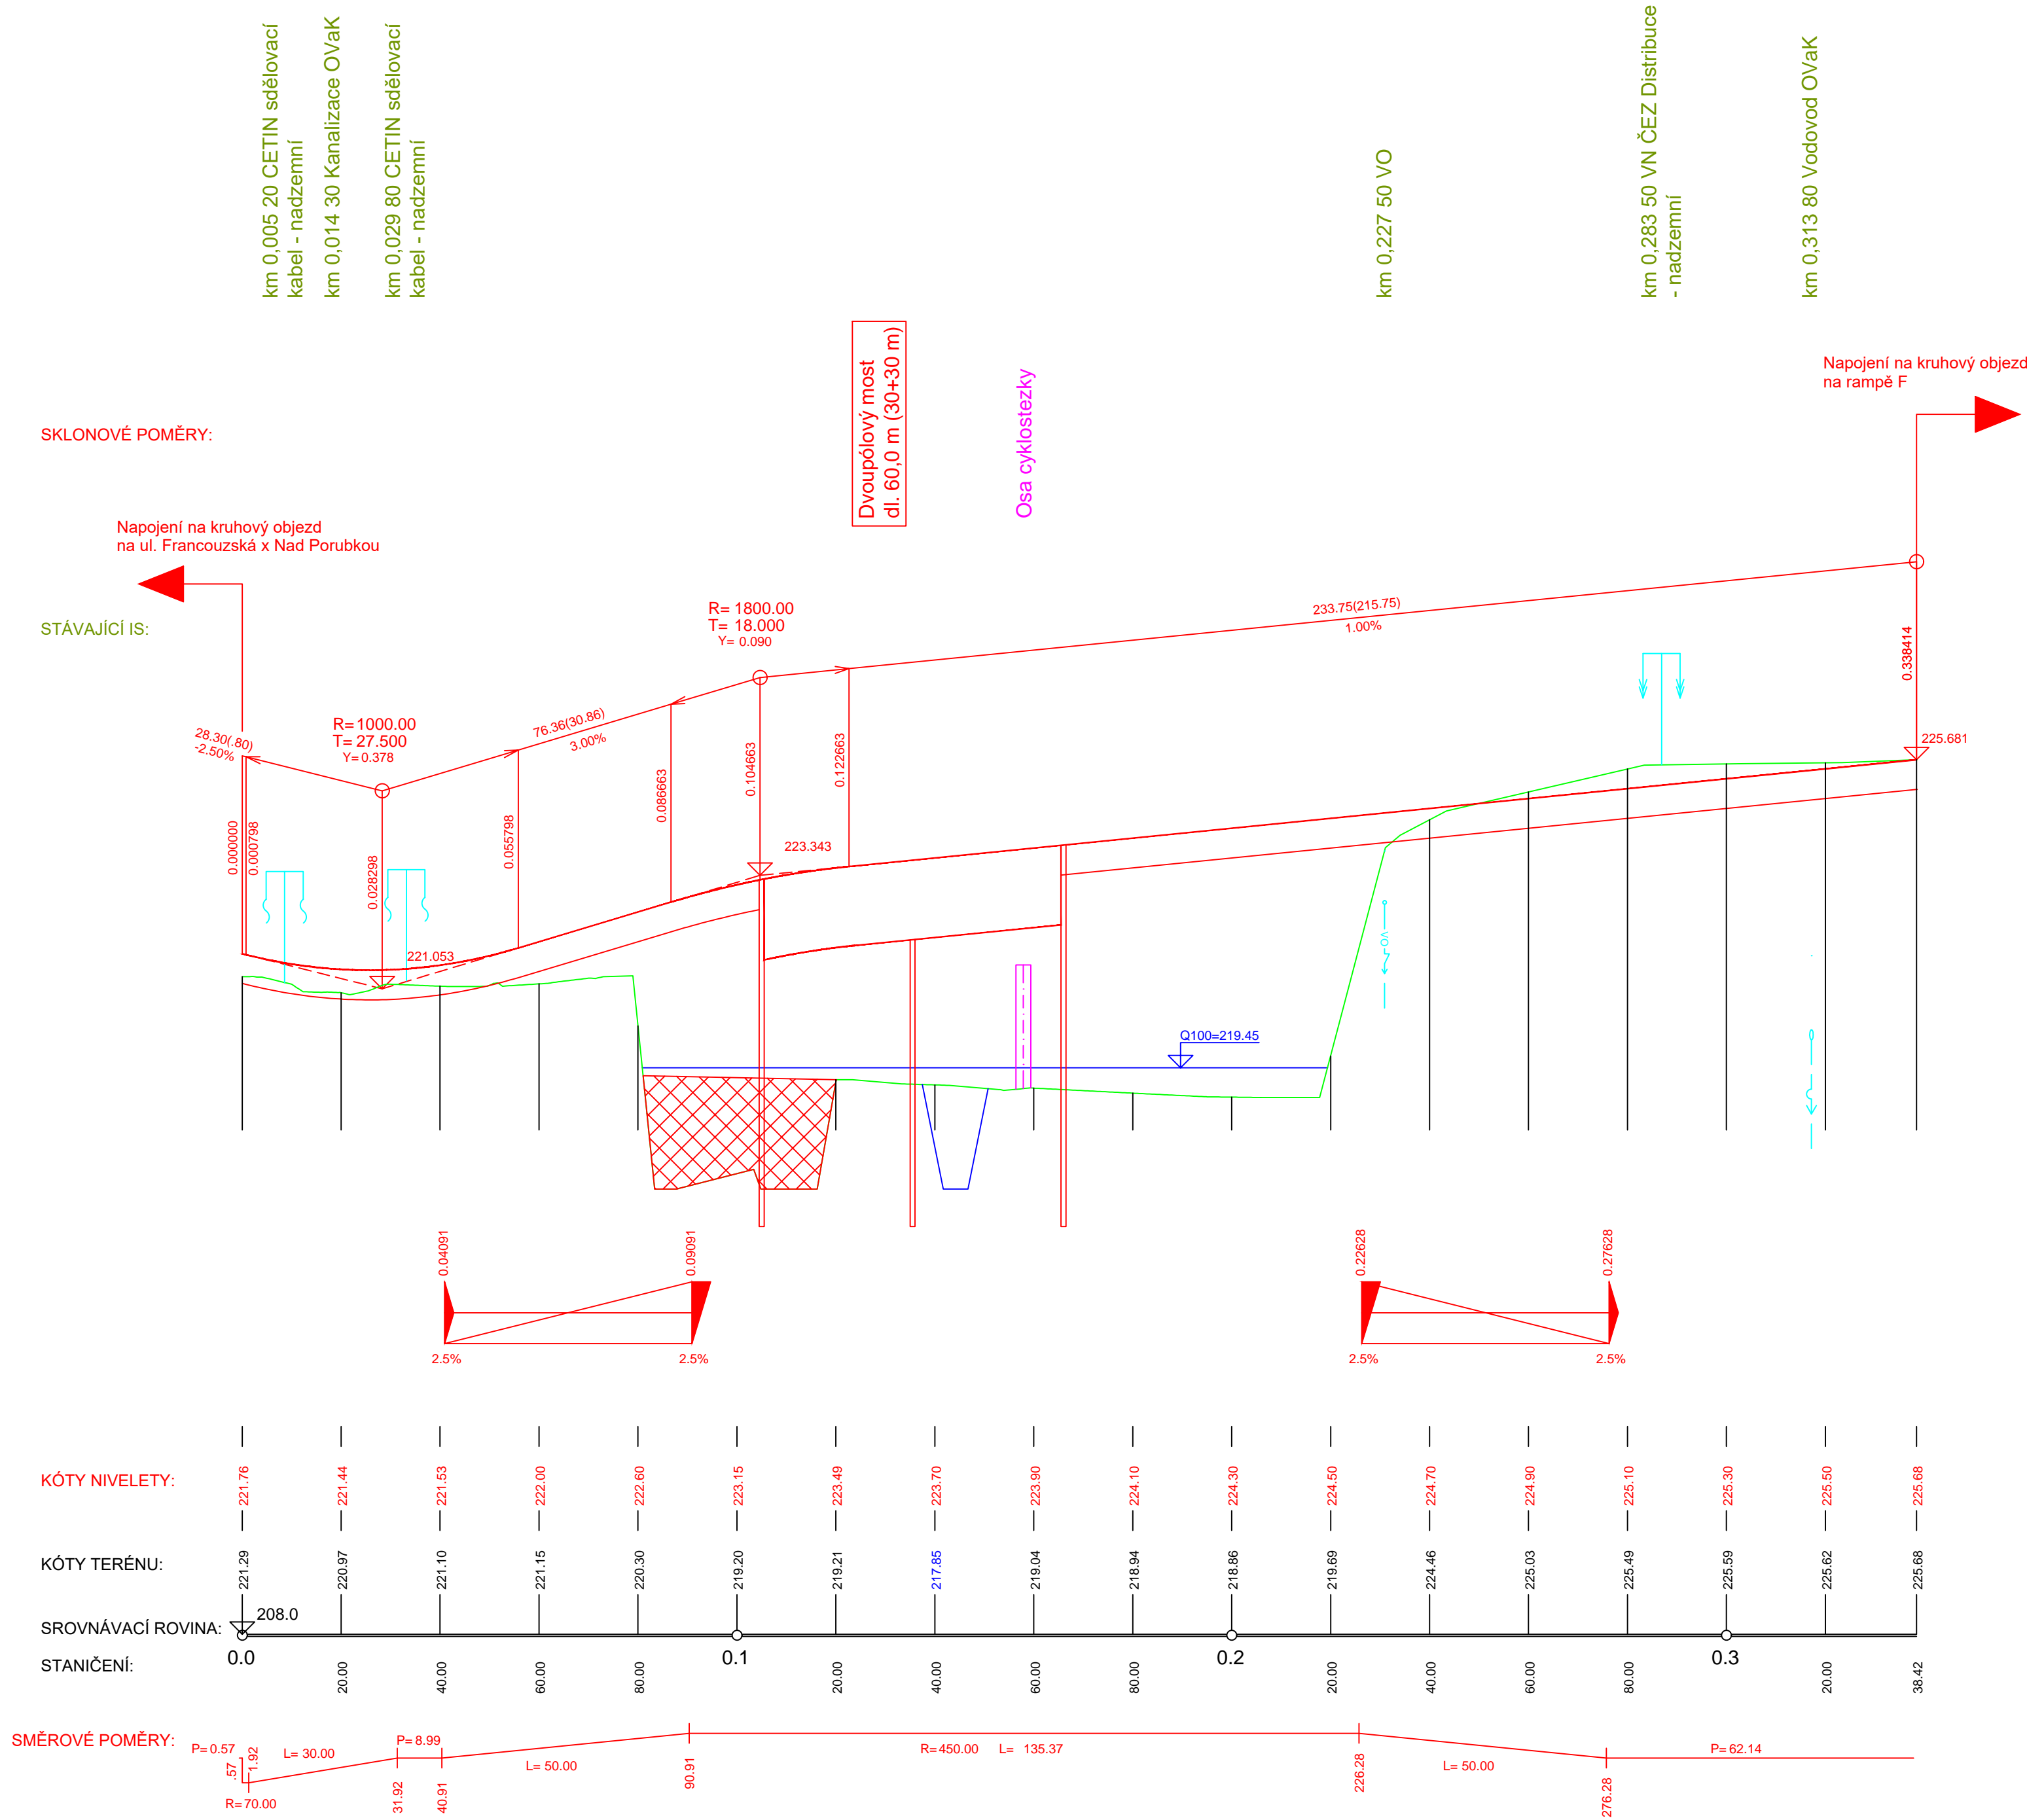 km 0,005 20 CETIN sdělovací
kabel - nadzemní
km 0,014 30 Kanalizace OVaK
km 0,029 80 CETIN sdělovací
kabel - nadzemní
km 0,227 50 VO
km 0,283 50 VN ČEZ Distribuce
- nadzemní
km 0,313 80 Vodovod OVaK
Dvoupólový most
dl. 60,0 m (30+30 m)
Osa cyklostezky
Napojení na kruhový objezd
na rampě F
SKLONOVÉ POMĚRY:
Napojení na kruhový objezd
na ul. Francouzská x Nad Porubkou
STÁVAJÍCÍ IS:
R= 1800.00
T= 18.000
Y= 0.090
233.75(215.75)
1.00%
0.338414
225.681
28.30(.80)
-2.50%
R= 1000.00
T= 27.500
Y= 0.378
76.36(30.86)
3.00%
0.000000
0.000798
0.028298
0.055798
0.086663
0.104663
0.122663
223.343
221.053
VO
Q100=219.45
0.04091
0.09091
0.22628
0.27628
2.5%
2.5%
2.5%
2.5%
KÓTY NIVELETY:
221.76
221.44
221.53
222.00
222.60
223.15
223.49
223.70
223.90
224.10
224.30
224.50
224.70
224.90
225.10
225.30
225.50
225.68
KÓTY TERÉNU:
221.29
220.97
221.10
221.15
220.30
219.20
219.21
217.85
219.04
218.94
218.86
219.69
224.46
225.03
225.49
225.59
225.62
225.68
SROVNÁVACÍ ROVINA:
208.0
STANIČENÍ:
0.0
20.00
40.00
60.00
80.00
0.1
20.00
40.00
60.00
80.00
0.2
20.00
40.00
60.00
80.00
0.3
20.00
38.42
SMĚROVÉ POMĚRY:
P= 0.57
.57
1.92
R= 70.00
L= 30.00
31.92
P= 8.99
40.91
L= 50.00
90.91
R= 450.00 L= 135.37
226.28
L= 50.00
276.28
P= 62.14